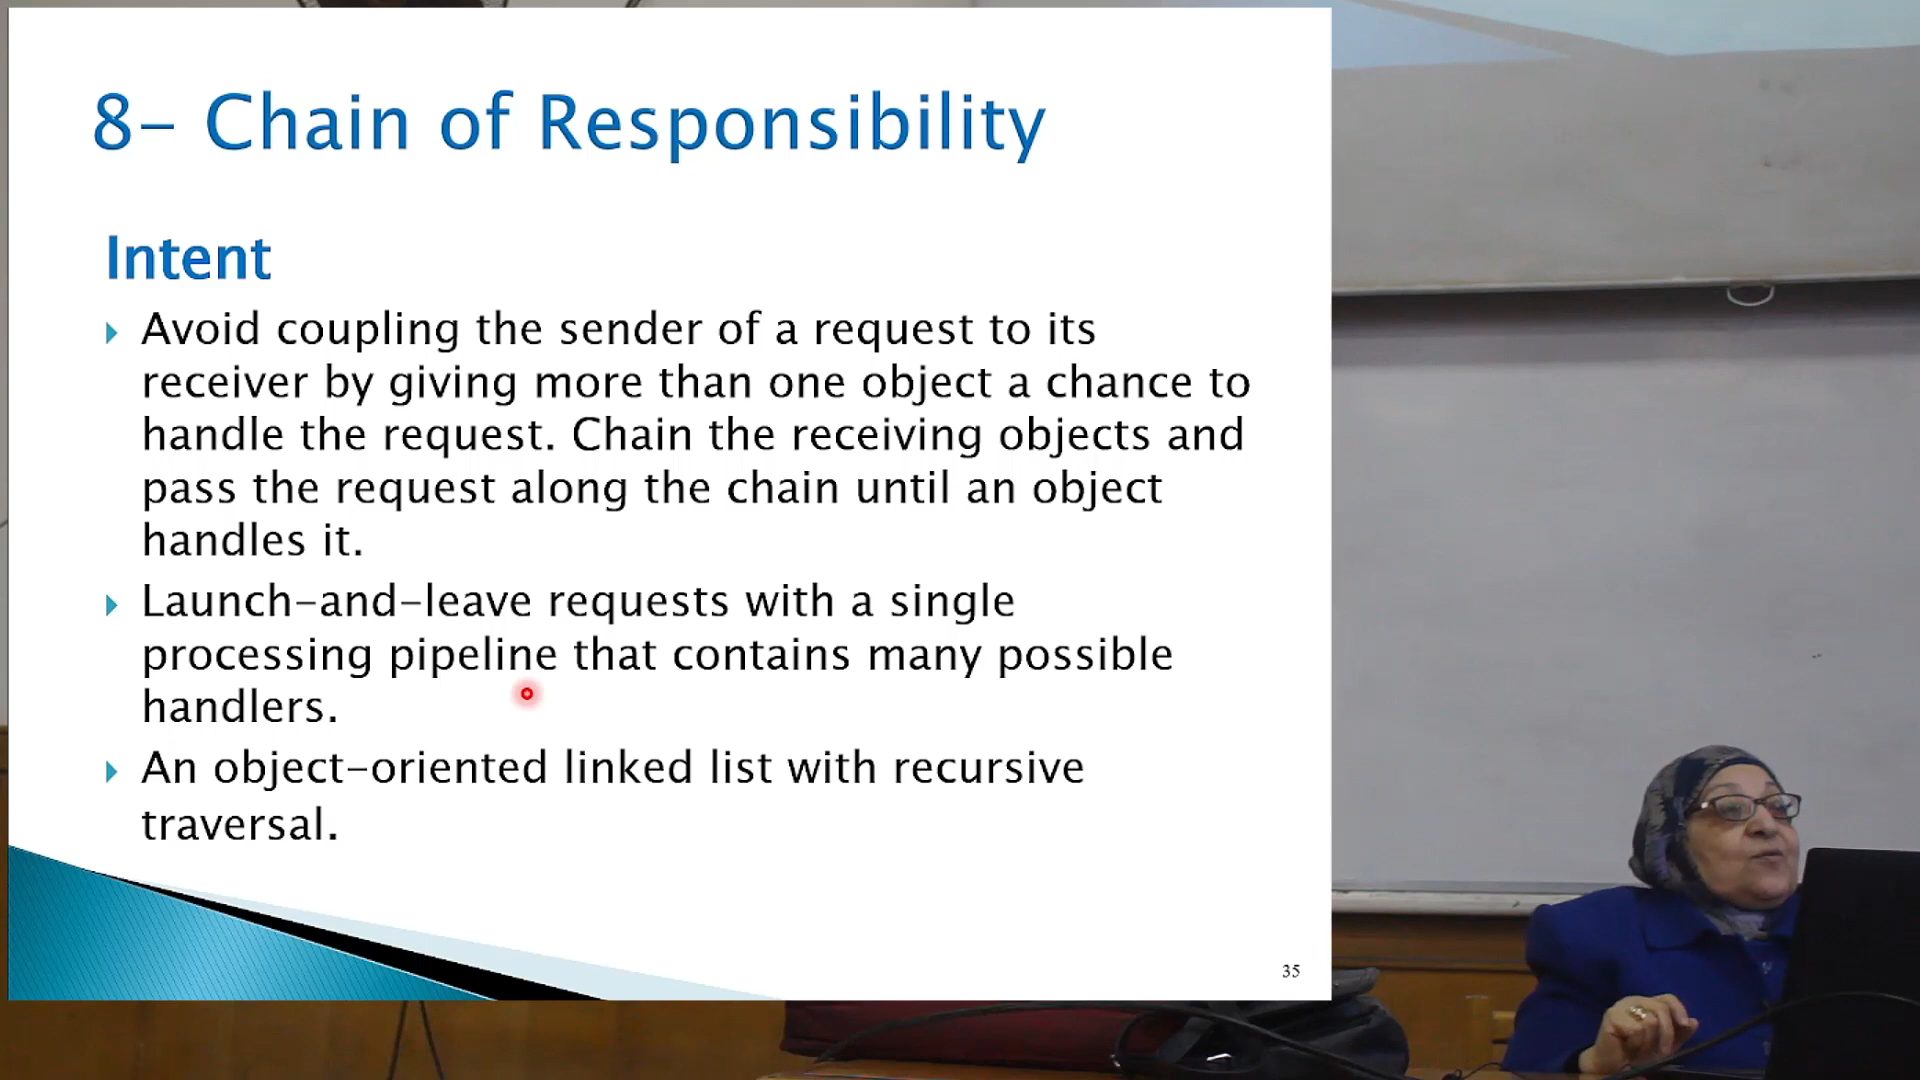 8- Chain of Responsibility
Intent
Avoid coupling the sender of a request to its
receiver by giving more than one object a chance to
handle the request. Chain the receiving objects and
pass the request along the chain until an object
handles it.
Launch-and-leave requests with a single
processing pipeline that contains many possible
handlers.
An object-oriented linked list with recursive
traversal.
35